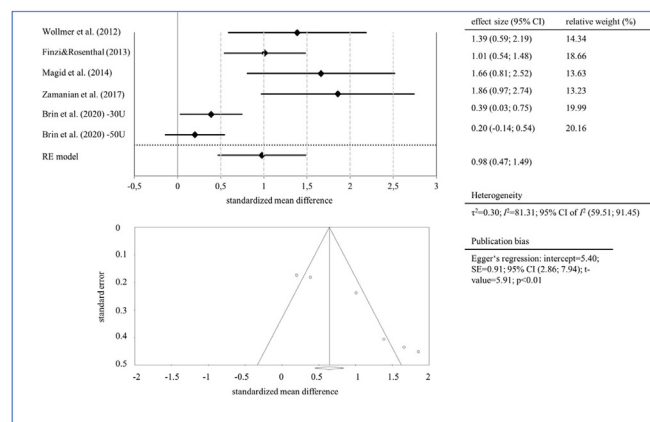 effect size (95% CI) relative weight (%)
Wollmer et al. (2012) 1.39 (0.59; 2.19) 14.34
Finzi&Rosenthal (2013) 1.01 (0.54; 1.48) 18.66
Magid et al. (2014) 1.66 (0.81; 2.52) 13.63
Zamanian et al. (2017) 1.86 (0.97; 2.74) 13.23
Brin et al. (2020) -30U 0.39 (0.03; 0.75) 19.99
Brin et al. (2020) -50U 0.20 (-0.14; 0.54) 20.16
RE model 0.98 (0.47; 1.49)
-0,5 0 0,5 1 1,5 2 2,5 3
standardized mean difference
Heterogeneity
τ²=0.30; I²=81.31; 95% CI of I² (59.51; 91.45)
Publication bias
Egger‘s regression: intercept=5.40;
SE=0.91; 95% CI (2.86; 7.94); t-
value=5.91; p<0.01
standard error
0
0.1
0.2
0.3
0.4
0.5
-2 -1.5 -1 -0.5 0 0.5 1 1.5 2
standardized mean difference